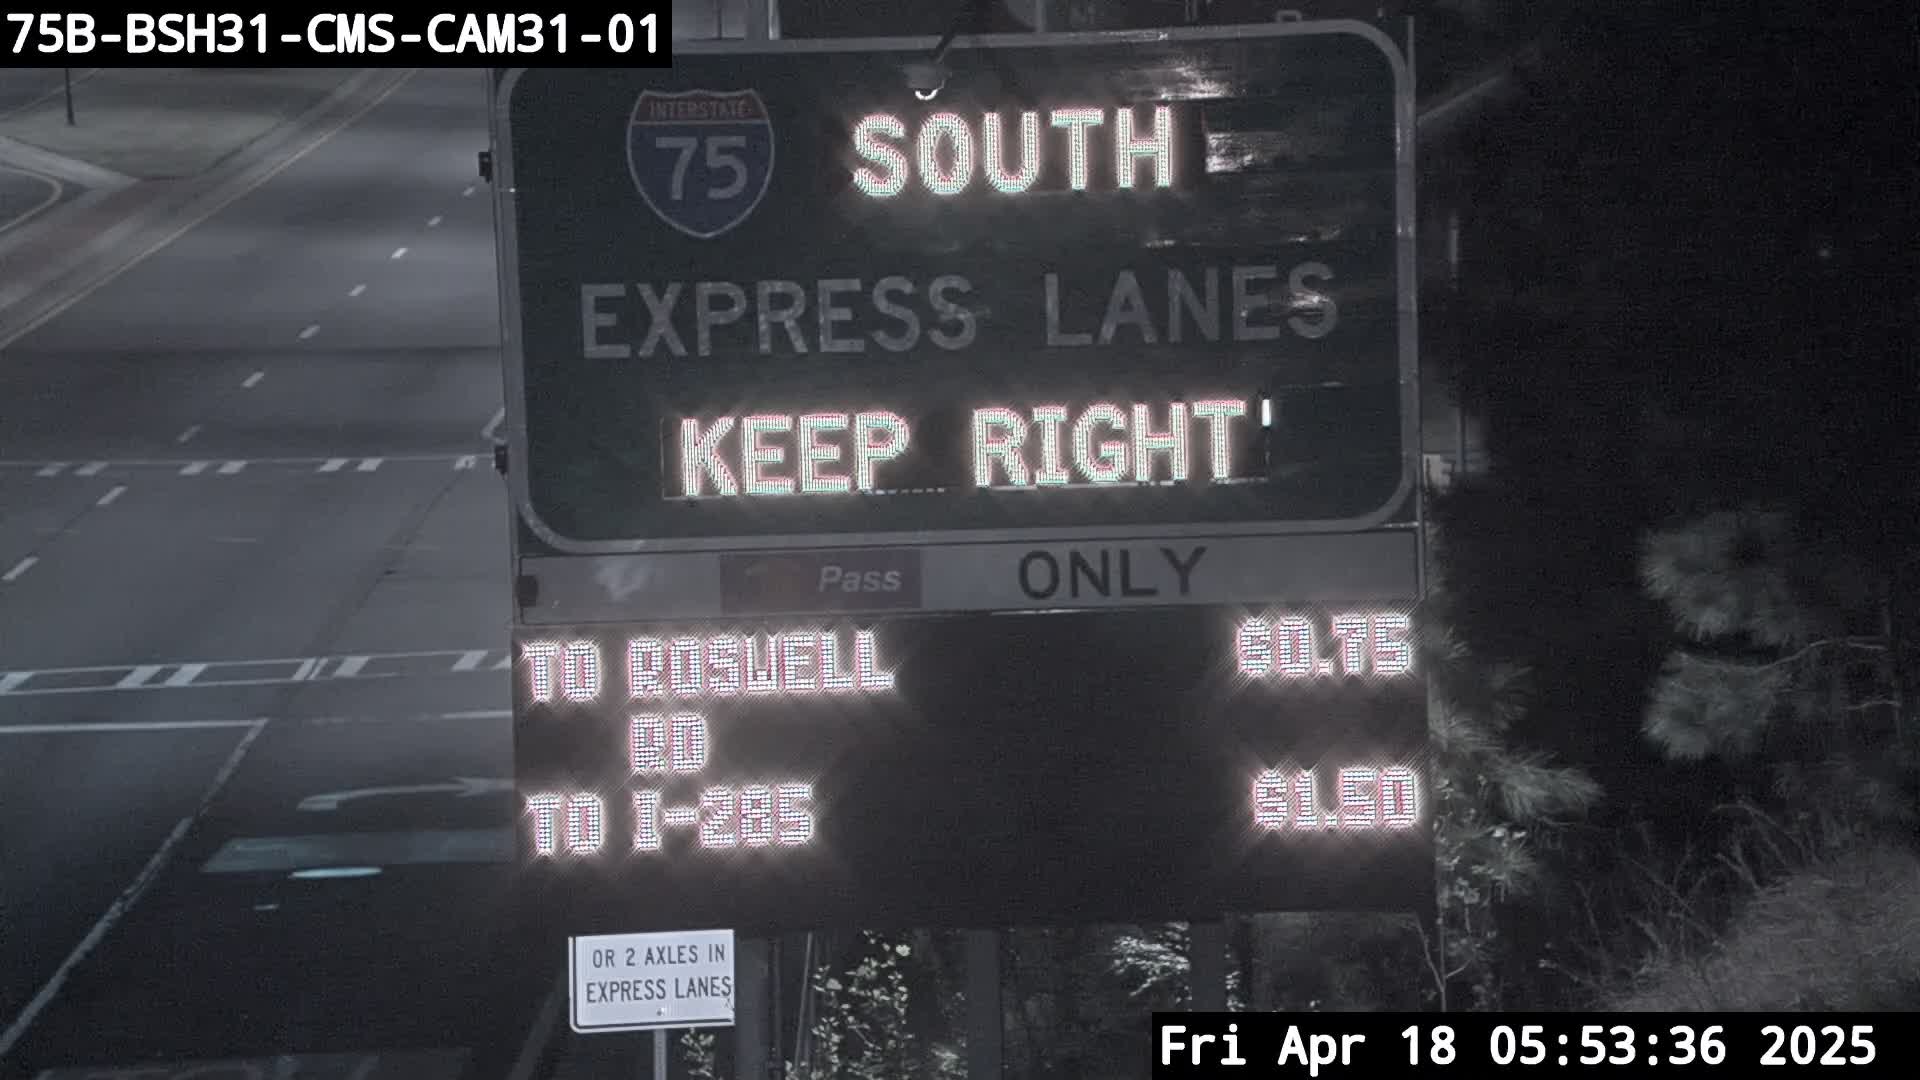 75B-BSH31-CMS-CAM31-01
INTERSTATE
75
SOUTH
EXPRESS LANES
KEEP RIGHT'
Pass
ONLY
TO ROSWELL $0.75
RD
TO I-285 $1.50
OR 2 AXLES IN
EXPRESS LANES
Fri Apr 18 05:53:36 2025